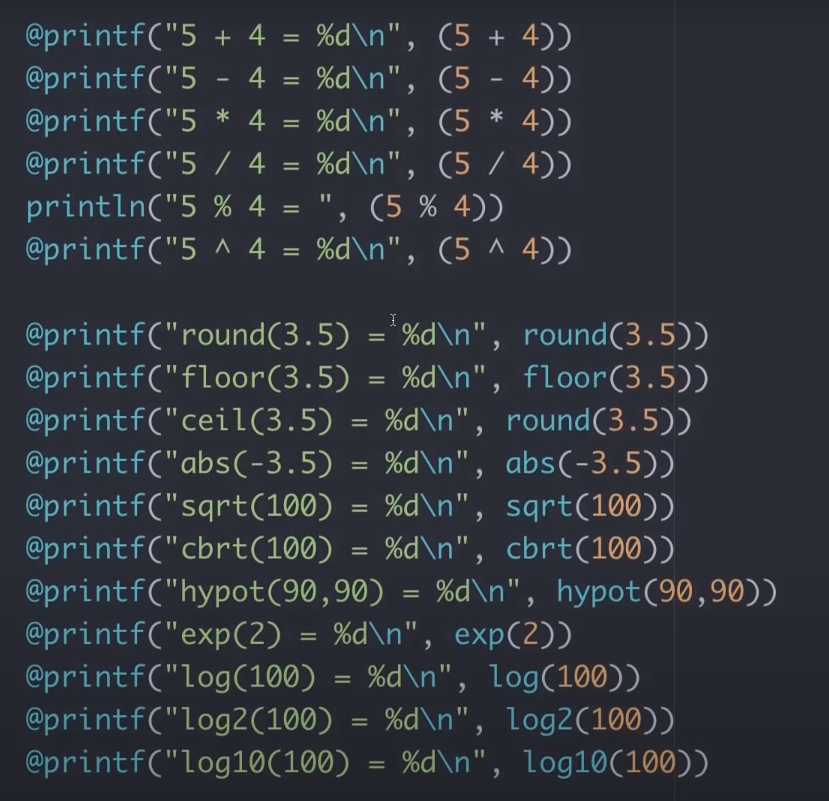 @printf("5 + 4 = %d\n", (5 + 4))
@printf("5 - 4 = %d\n", (5 - 4))
@printf("5 * 4 = %d\n", (5 * 4))
@printf("5 / 4 = %d\n", (5 / 4))
println("5 % 4 = ", (5 % 4))
@printf("5 ^ 4 = %d\n", (5 ^ 4))
@printf("round(3.5) = %d\n", round(3.5))
@printf("floor(3.5) = %d\n", floor(3.5))
@printf("ceil(3.5) = %d\n", round(3.5))
@printf("abs(-3.5) = %d\n", abs(-3.5))
@printf("sqrt(100) = %d\n", sqrt(100))
@printf("cbrt(100) = %d\n", cbrt(100))
@printf("hypot(90,90) = %d\n", hypot(90,90))
@printf("exp(2) = %d\n", exp(2))
@printf("log(100) = %d\n", log(100))
@printf("log2(100) = %d\n", log2(100))
@printf("log10(100) = %d\n", log10(100))